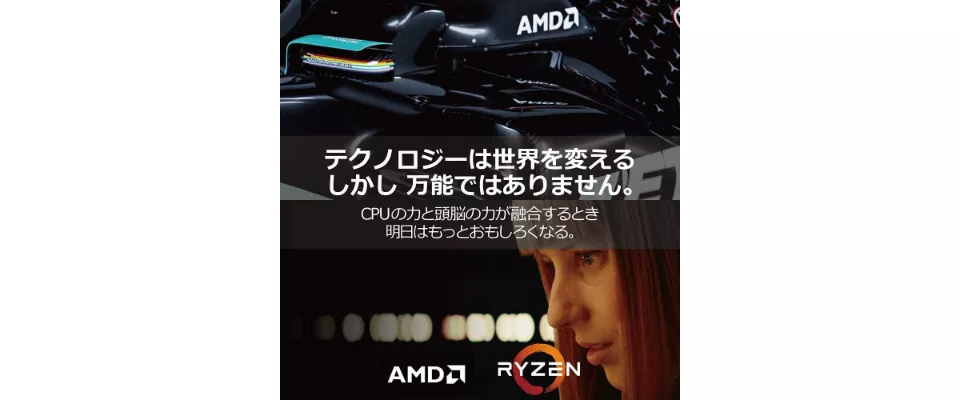 AMD
AMD
テクノロジーは世界を変える
しかし 万能ではありません。
CPUの力と頭脳の力が融合するとき
明日はもっとおもしろくなる。
AMD
RYZEN